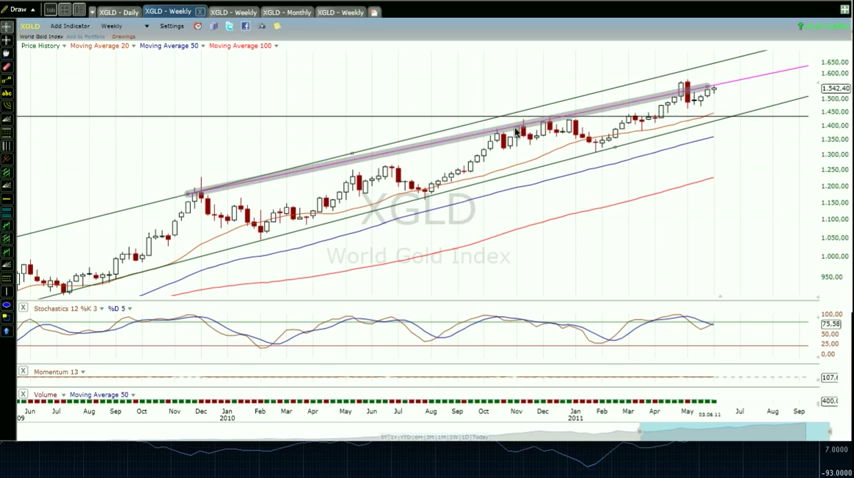 Draw
XGLD - Daily
XGLD - Weekly
XGLD - Weekly
XGLD - Monthly
XGLD - Weekly
XGLD Add Indicator Weekly Settings
World Gold Index Add to Portfolio Drawings
Price History Moving Average 20 Moving Average 50 Moving Average 100
1.650.00
1.600.00
1.542.40
1.500.00
1.450.00
1.400.00
1.350.00
1.300.00
1.250.00
1.200.00
1.150.00
1.100.00
1.050.00
1.000.00
950.00
XGLD
World Gold Index
X Stochastics 12 %K 3 %D 5
100.00
75.58
50.00
25.00
0.00
X Momentum 13
107.
X Volume Moving Average 30
400.
Jun Jul Aug Sep Oct Nov Dec Feb Mar Apr May Jun Jul Aug Sep Oct Nov Dec Feb Mar Apr May 03.06.11 Jul Aug Sep
09 2010 2011
7.0000
-93.0000